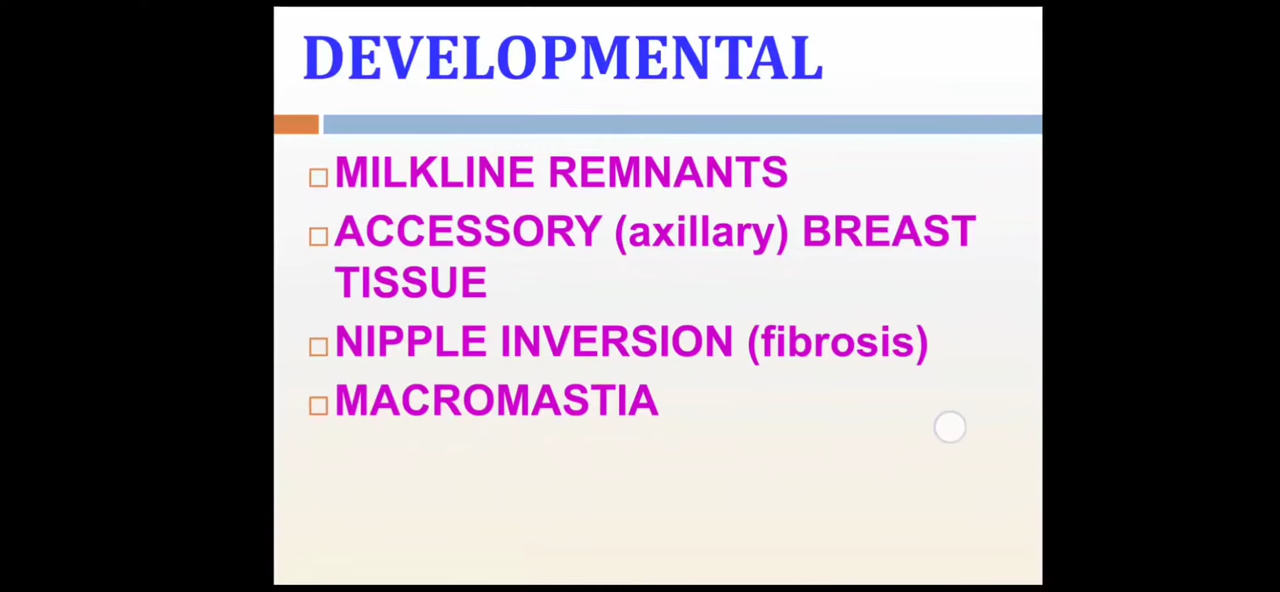 DEVELOPMENTAL
MILKLINE REMNANTS
ACCESSORY (axillary) BREAST
TISSUE
NIPPLE INVERSION (fibrosis)
MACROMASTIA